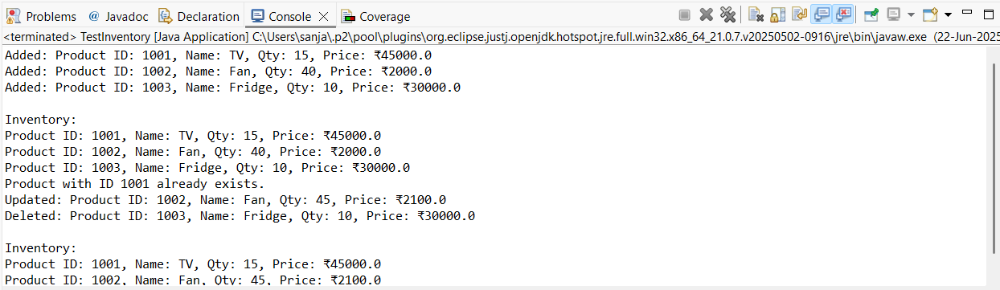 Problems @ Javadoc Declaration Console Coverage
<terminated> TestInventory [Java Application] C:\Users\sanja\.p2\pool\plugins\org.eclipse.justj.openjdk.hotspot.jre.full.win32.x86_64_21.0.7.v20250502-0916\jre\bin\javaw.exe (22-Jun-2025
Added: Product ID: 1001, Name: TV, Qty: 15, Price: ₹45000.0
Added: Product ID: 1002, Name: Fan, Qty: 40, Price: ₹2000.0
Added: Product ID: 1003, Name: Fridge, Qty: 10, Price: ₹30000.0

Inventory:
Product ID: 1001, Name: TV, Qty: 15, Price: ₹45000.0
Product ID: 1002, Name: Fan, Qty: 40, Price: ₹2000.0
Product ID: 1003, Name: Fridge, Qty: 10, Price: ₹30000.0
Product with ID 1001 already exists.
Updated: Product ID: 1002, Name: Fan, Qty: 45, Price: ₹2100.0
Deleted: Product ID: 1003, Name: Fridge, Qty: 10, Price: ₹30000.0

Inventory:
Product ID: 1001, Name: TV, Qty: 15, Price: ₹45000.0
Product ID: 1002, Name: Fan, Qty: 45, Price: ₹2100.0